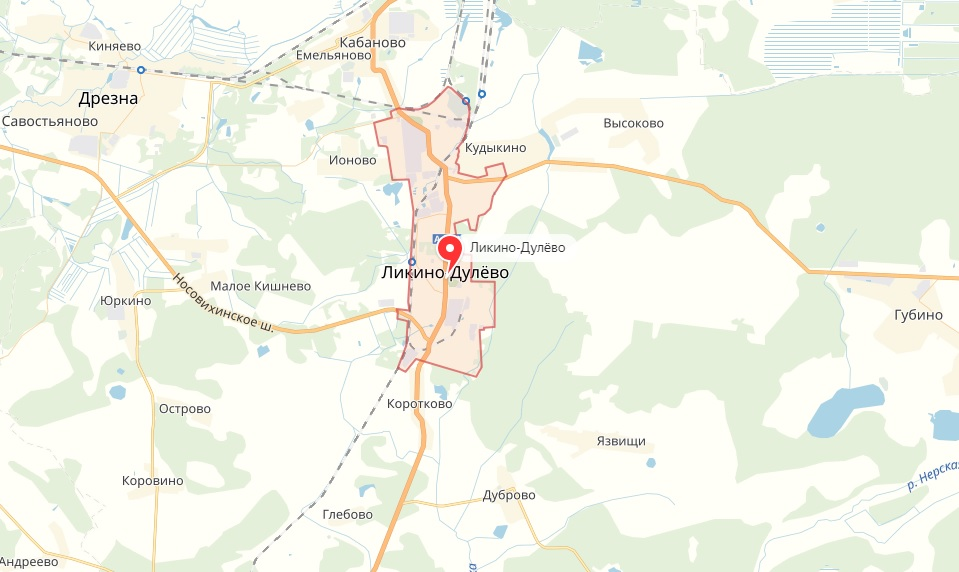 Киняево
Кабаново
Емельяново
Дрезна
Савостьяново
Высоково
Ионово
Кудыкино
Ликино-Дулёво
Ликино-Дулёво
Носовихинское ш.
Малое Кишнево
Юркино
Губино
Коротково
Острово
Язвищи
Коровино
р. Нерская
Дуброво
Глебово
Андреево